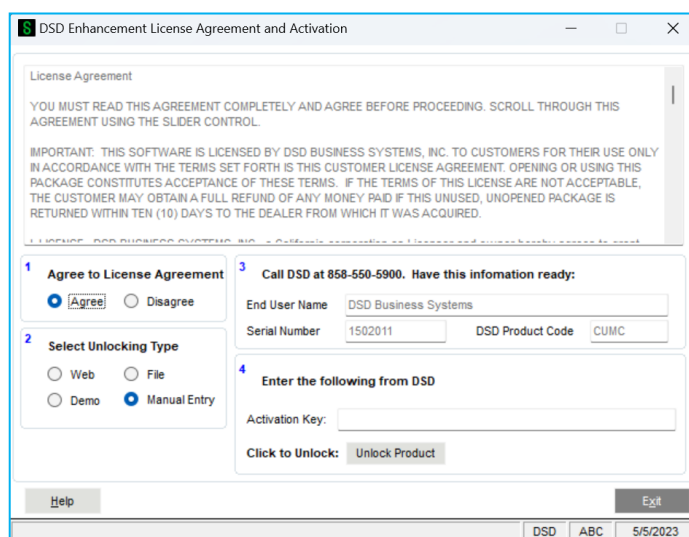 S DSD Enhancement License Agreement and Activation
License Agreement
YOU MUST READ THIS AGREEMENT COMPLETELY AND AGREE BEFORE PROCEEDING. SCROLL THROUGH THIS
AGREEMENT USING THE SLIDER CONTROL.
IMPORTANT: THIS SOFTWARE IS LICENSED BY DSD BUSINESS SYSTEMS, INC. TO CUSTOMERS FOR THEIR USE ONLY
IN ACCORDANCE WITH THE TERMS SET FORTH IS THIS CUSTOMER LICENSE AGREEMENT. OPENING OR USING THIS
PACKAGE CONSTITUTES ACCEPTANCE OF THESE TERMS. IF THE TERMS OF THIS LICENSE ARE NOT ACCEPTABLE,
THE CUSTOMER MAY OBTAIN A FULL REFUND OF ANY MONEY PAID IF THIS UNUSED, UNOPENED PACKAGE IS
RETURNED WITHIN TEN (10) DAYS TO THE DEALER FROM WHICH IT WAS ACQUIRED.
1 Agree to License Agreement
Agree Disagree
2 Select Unlocking Type
Web File
Demo Manual Entry
3 Call DSD at 858-550-5900. Have this infomation ready:
End User Name DSD Business Systems
Serial Number 1502011 DSD Product Code CUMC
4 Enter the following from DSD
Activation Key:
Click to Unlock: Unlock Product
Help Exit
DSD ABC 5/5/2023